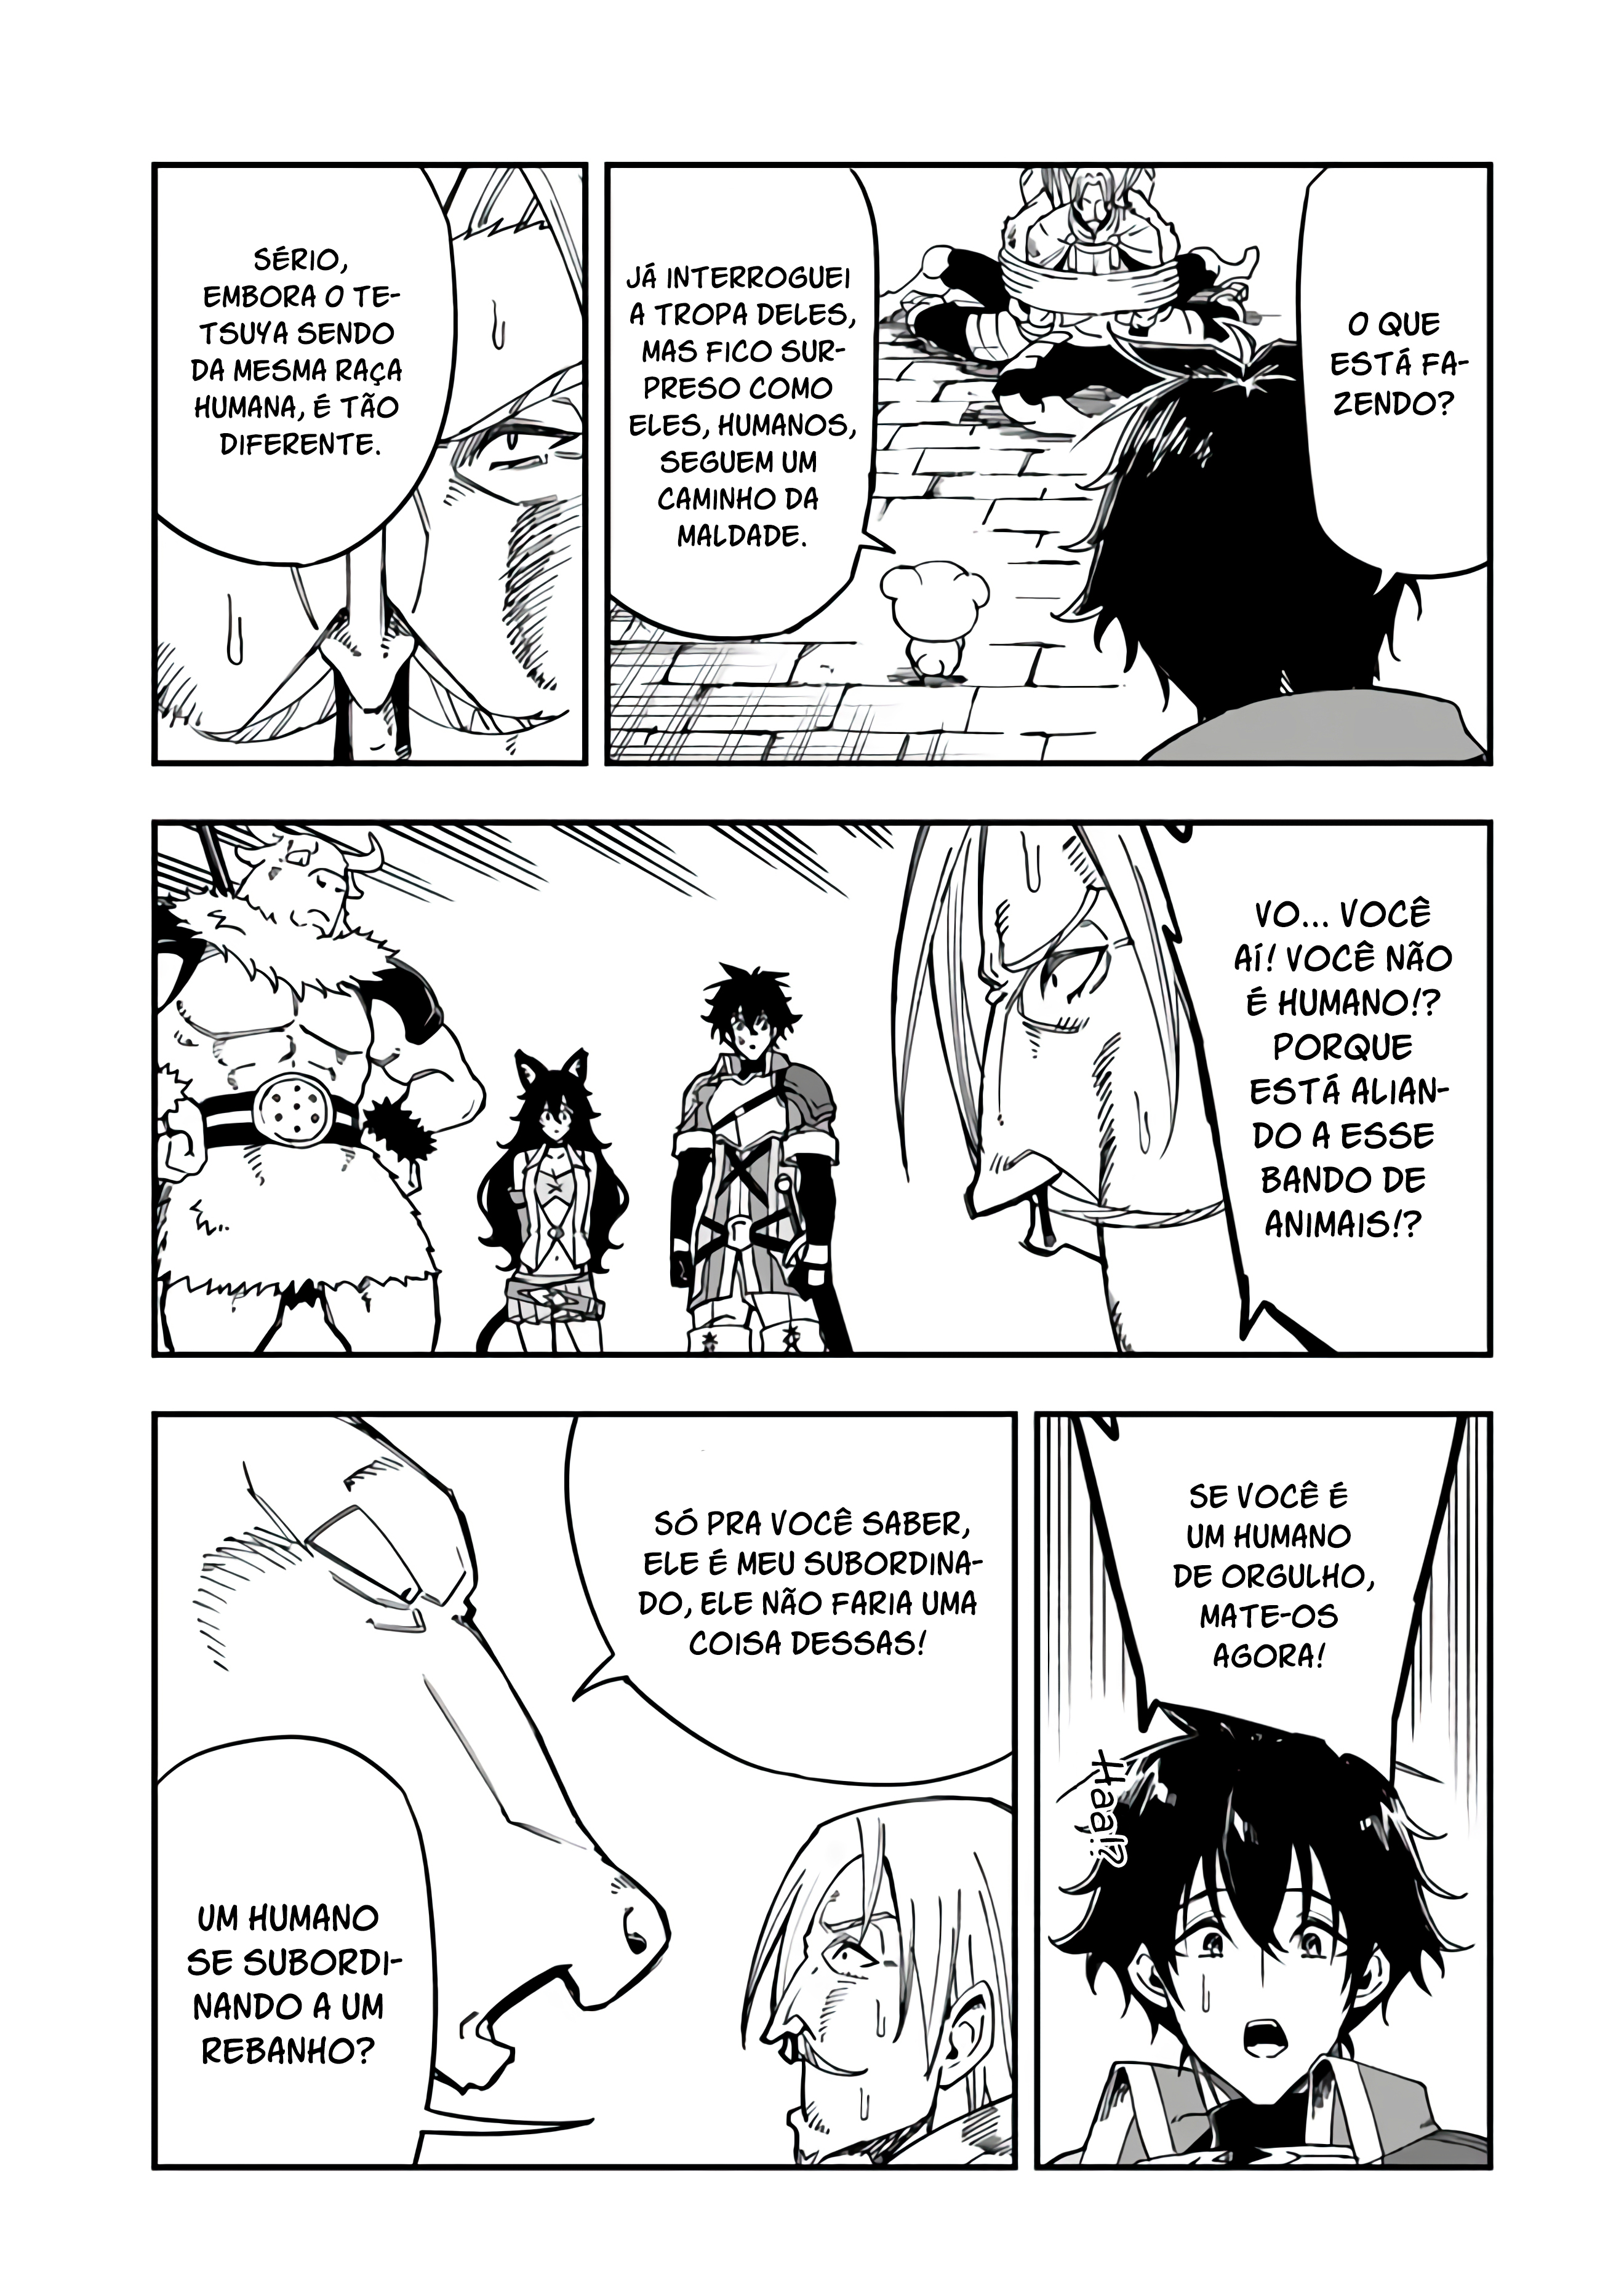 O QUE
ESTÁ FA-
ZENDO?
JÁ INTERROGUEI
A TROPA DELES,
MAS FICO SUR-
PRESO COMO
ELES, HUMANOS,
SEGUEM UM
CAMINHO DA
MALDADE.
SÉRIO,
EMBORA O TE-
TSUYA SENDO
DA MESMA RAÇA
HUMANA, É TÃO
DIFERENTE.
VO... VOCÊ
AÍ! VOCÊ NÃO
É HUMANO!?
PORQUE
ESTÁ ALIAN-
DO A ESSE
BANDO DE
ANIMAIS!?
SE VOCÊ É
UM HUMANO
DE ORGULHO,
MATE-OS
AGORA!
Haa!?
SÓ PRA VOCÊ SABER,
ELE É MEU SUBORDINA-
DO, ELE NÃO FARIA UMA
COISA DESSAS!
UM HUMANO
SE SUBORDI-
NANDO A UM
REBANHO?